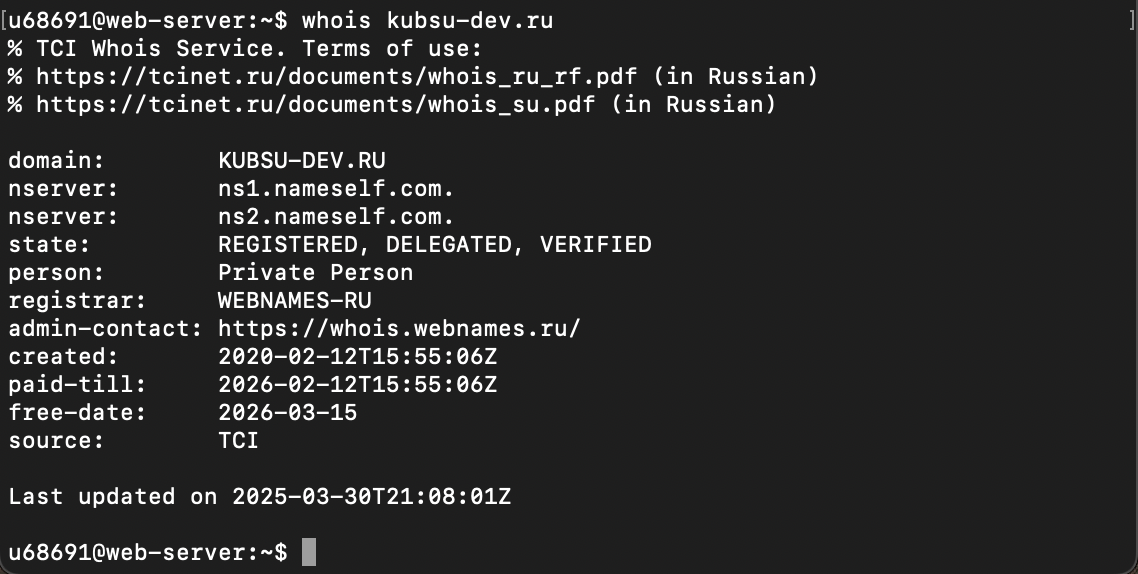 [u68691@web-server:~$ whois kubsu-dev.ru ]
% TCI Whois Service. Terms of use:
% https://tcinet.ru/documents/whois_ru_rf.pdf (in Russian)
% https://tcinet.ru/documents/whois_su.pdf (in Russian)

domain:        KUBSU-DEV.RU
nserver:       ns1.nameself.com.
nserver:       ns2.nameself.com.
state:         REGISTERED, DELEGATED, VERIFIED
person:        Private Person
registrar:     WEBNAMES-RU
admin-contact: https://whois.webnames.ru/
created:       2020-02-12T15:55:06Z
paid-till:     2026-02-12T15:55:06Z
free-date:     2026-03-15
source:        TCI

Last updated on 2025-03-30T21:08:01Z

u68691@web-server:~$